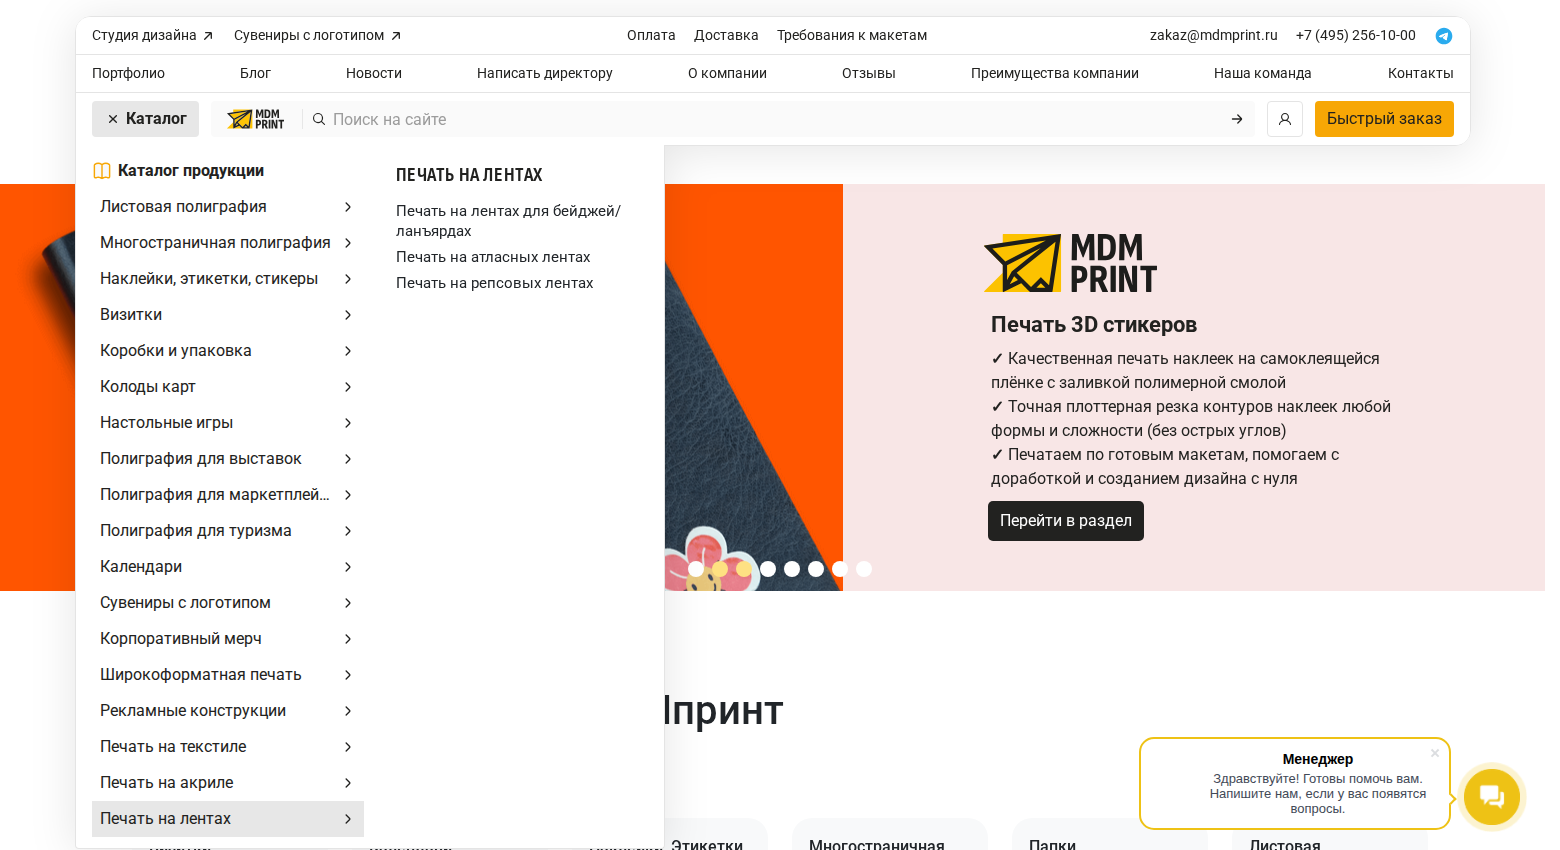 Студия дизайна Сувениры с логотипом Оплата Доставка Требования к макетам zakaz@mdmprint.ru +7 (495) 256-10-00
Портфолио Блог Новости Написать директору О компании Отзывы Преимущества компании Наша команда Контакты
Каталог MDM PRINT Поиск на сайте Быстрый заказ
Каталог продукции
Листовая полиграфия
Многостраничная полиграфия
Наклейки, этикетки, стикеры
Визитки
Коробки и упаковка
Колоды карт
Настольные игры
Полиграфия для выставок
Полиграфия для маркетплей...
Полиграфия для туризма
Календари
Сувениры с логотипом
Корпоративный мерч
Широкоформатная печать
Рекламные конструкции
Печать на текстиле
Печать на акриле
Печать на лентах
ПЕЧАТЬ НА ЛЕНТАХ
Печать на лентах для бейджей/
ланъярдах
Печать на атласных лентах
Печать на репсовых лентах
MDM
PRINT
Печать 3D стикеров
✓ Качественная печать наклеек на самоклеящейся
плёнке с заливкой полимерной смолой
✓ Точная плоттерная резка контуров наклеек любой
формы и сложности (без острых углов)
✓ Печатаем по готовым макетам, помогаем с
доработкой и созданием дизайна с нуля
Перейти в раздел
принт
Менеджер
Здравствуйте! Готовы помочь вам.
Напишите нам, если у вас появятся
вопросы.
Этикетки Многостраничная Папки Листовая